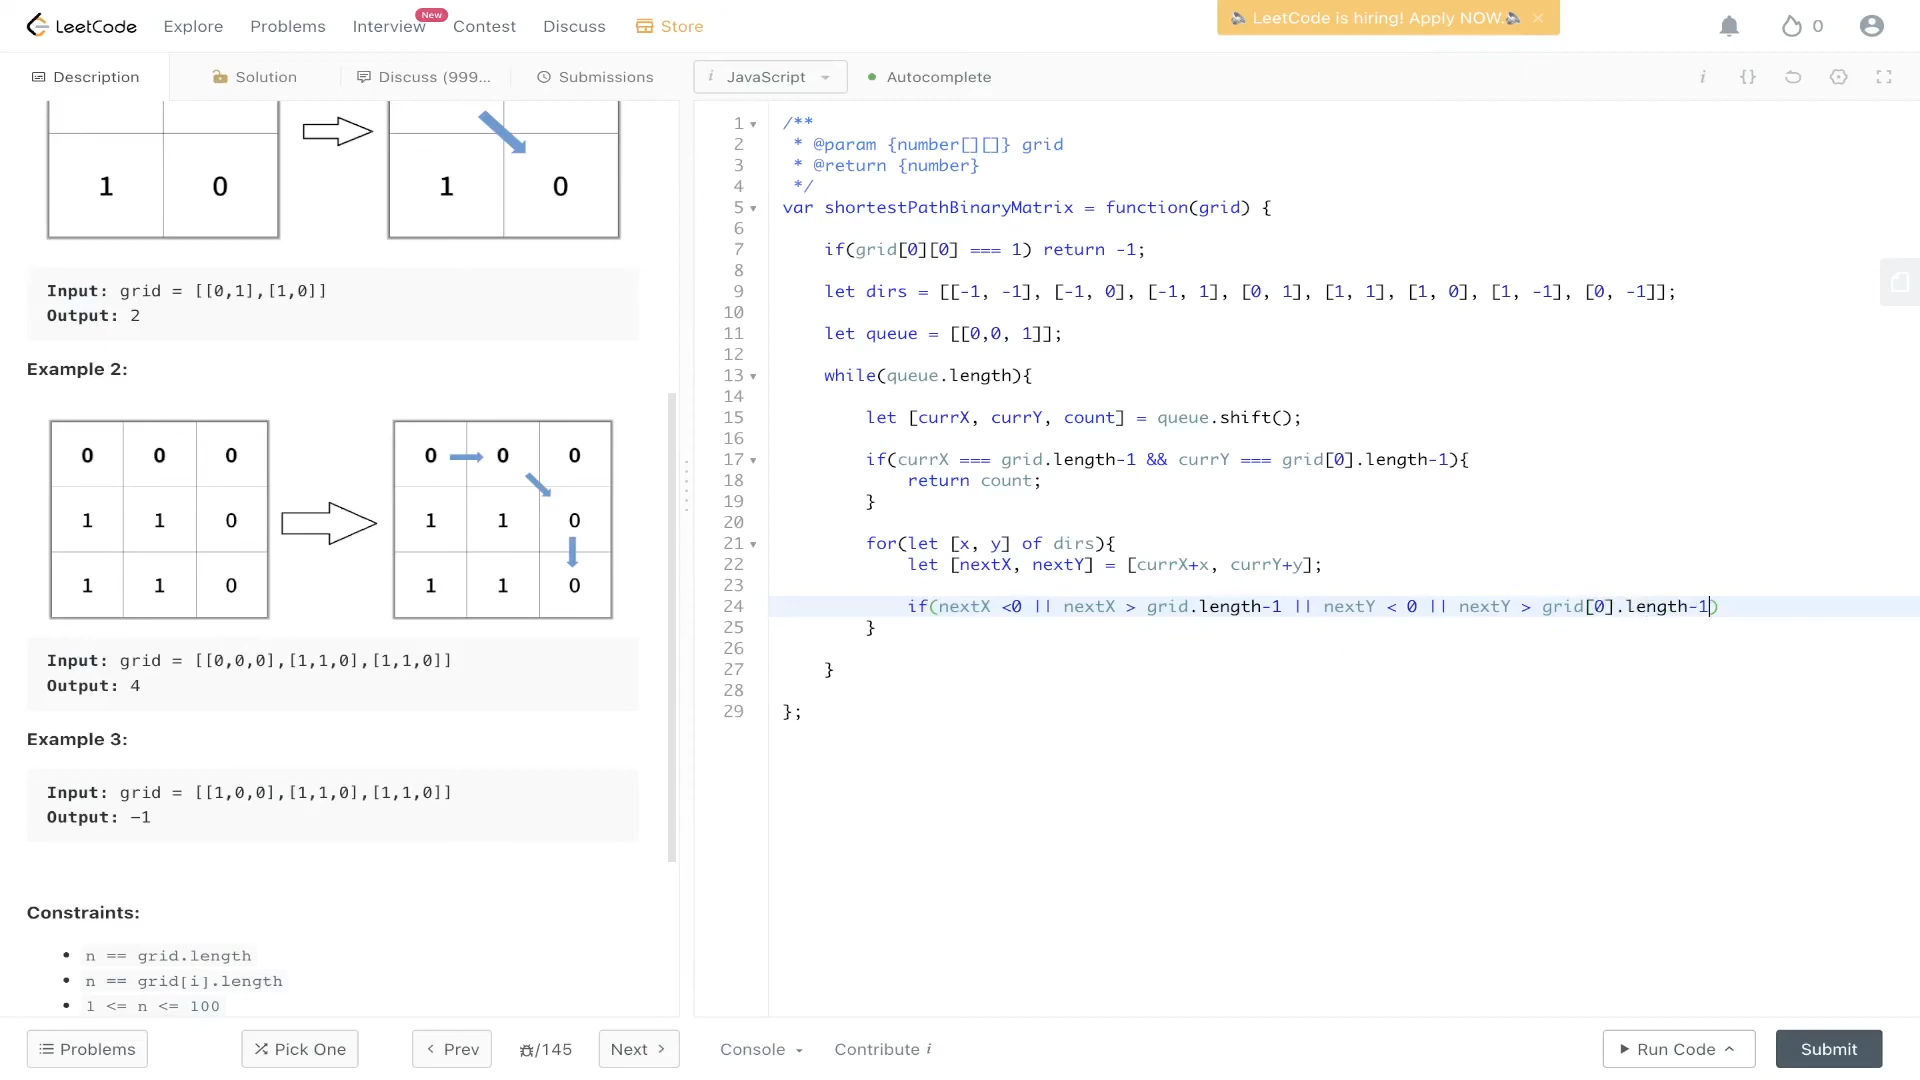 LeetCode Explore Problems Interview New Contest Discuss Store LeetCode is hiring! Apply NOW. × 0
Description Solution Discuss (999... Submissions i JavaScript Autocomplete i {}
1 0 1 0
Input: grid = [[0,1],[1,0]]
Output: 2
Example 2:
0 0 0 0 0 0
1 1 0 1 1 0
1 1 0 1 1 0
Input: grid = [[0,0,0],[1,1,0],[1,1,0]]
Output: 4
Example 3:
Input: grid = [[1,0,0],[1,1,0],[1,1,0]]
Output: -1
Constraints:
n == grid.length
n == grid[i].length
1 <= n <= 100
1 /**
2 * @param {number[][]} grid
3 * @return {number}
4 */
5 var shortestPathBinaryMatrix = function(grid) {
6
7 if(grid[0][0] === 1) return -1;
8
9 let dirs = [[-1, -1], [-1, 0], [-1, 1], [0, 1], [1, 1], [1, 0], [1, -1], [0, -1]];
10
11 let queue = [[0,0, 1]];
12
13 while(queue.length){
14
15 let [currX, currY, count] = queue.shift();
16
17 if(currX === grid.length-1 && currY === grid[0].length-1){
18 return count;
19 }
20
21 for(let [x, y] of dirs){
22 let [nextX, nextY] = [currX+x, currY+y];
23
24 if(nextX <0 || nextX > grid.length-1 || nextY < 0 || nextY > grid[0].length-1)
25 }
26
27 }
28
29 };
Problems Pick One < Prev /145 Next > Console Contribute i Run Code Submit